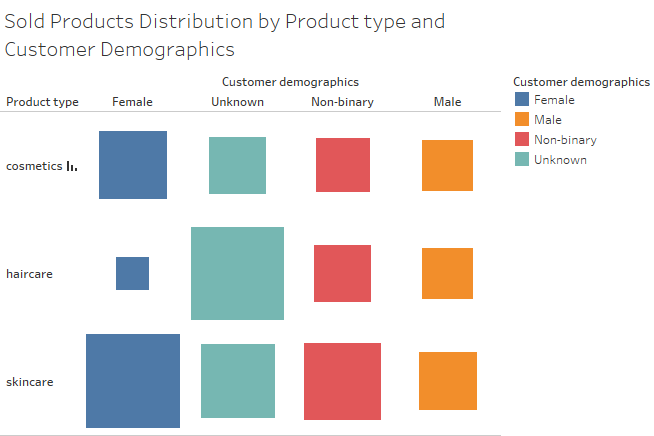 Sold Products Distribution by Product type and
Customer Demographics
Customer demographics
Product type Female Unknown Non-binary Male
cosmetics
haircare
skincare
Customer demographics
Female
Male
Non-binary
Unknown